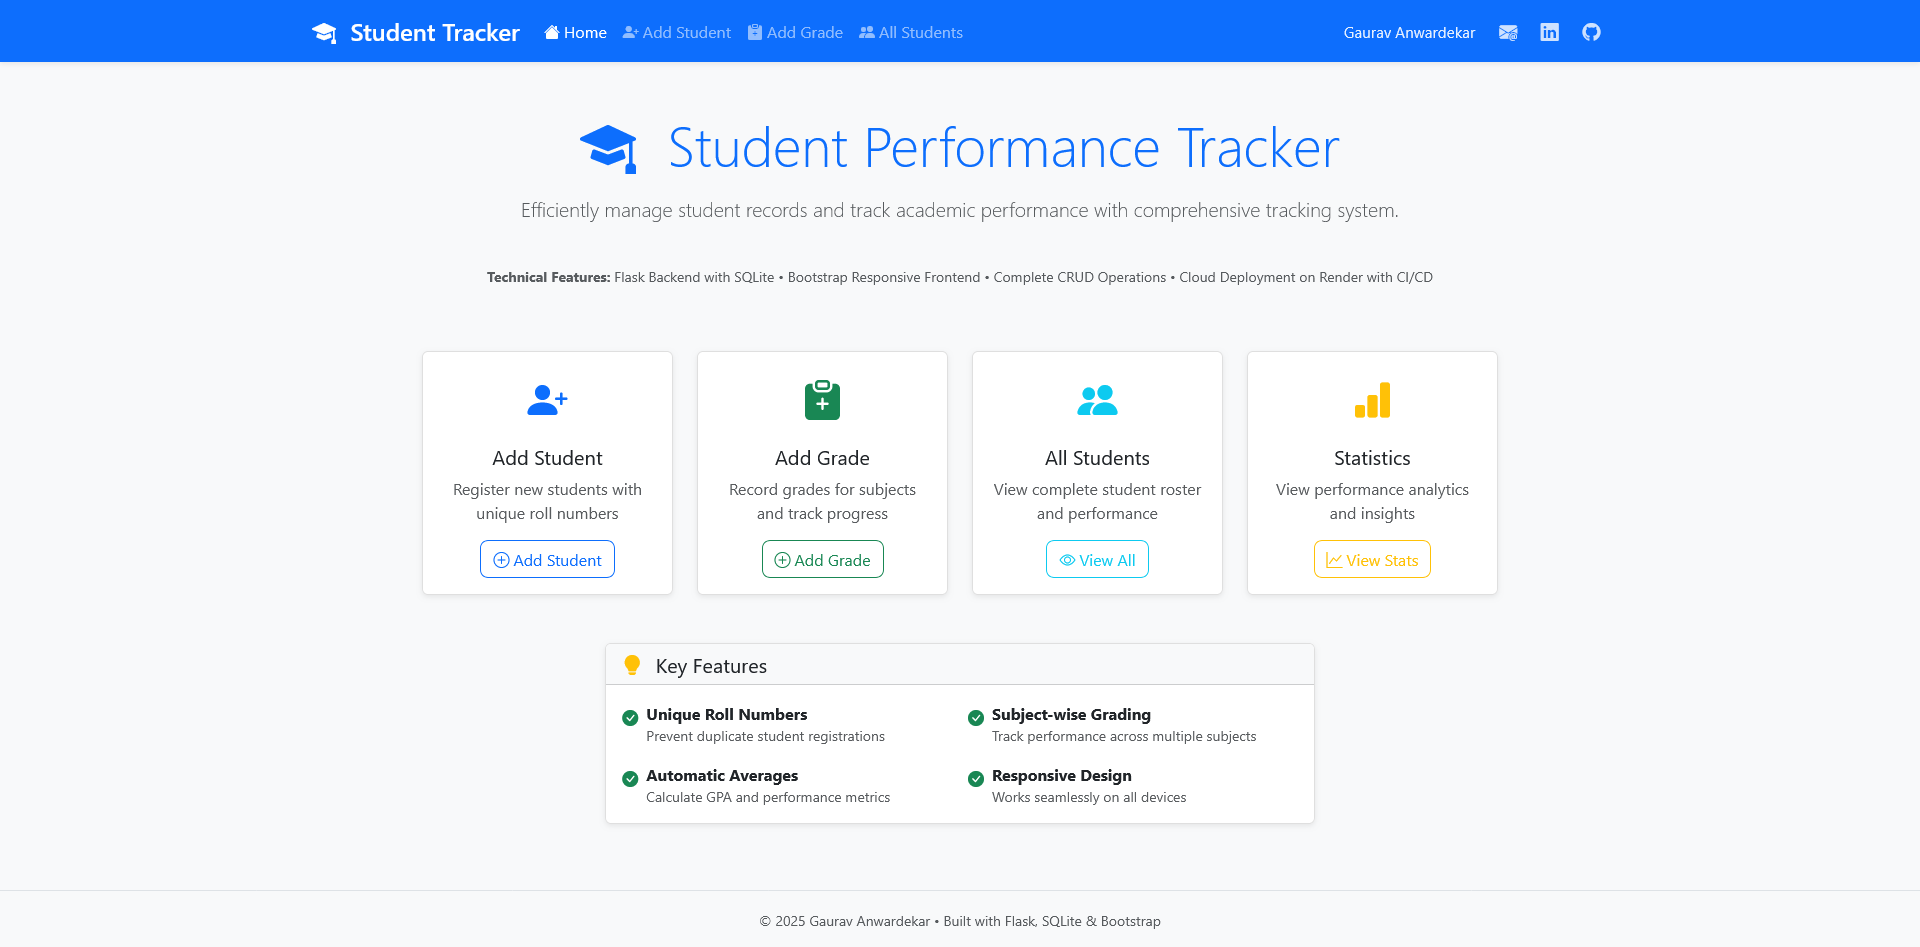 Student Tracker Home Add Student Add Grade All Students Gaurav Anwardekar
Student Performance Tracker
Efficiently manage student records and track academic performance with comprehensive tracking system.
Technical Features: Flask Backend with SQLite • Bootstrap Responsive Frontend • Complete CRUD Operations • Cloud Deployment on Render with CI/CD
Add Student
Register new students with
unique roll numbers
Add Student
Add Grade
Record grades for subjects
and track progress
Add Grade
All Students
View complete student roster
and performance
View All
Statistics
View performance analytics
and insights
View Stats
Key Features
Unique Roll Numbers
Prevent duplicate student registrations
Subject-wise Grading
Track performance across multiple subjects
Automatic Averages
Calculate GPA and performance metrics
Responsive Design
Works seamlessly on all devices
© 2025 Gaurav Anwardekar • Built with Flask, SQLite & Bootstrap